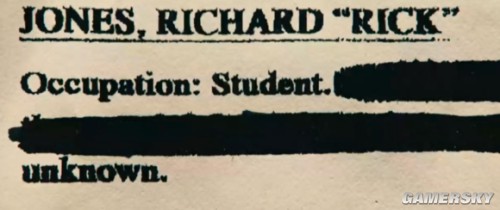 JONES, RICHARD “RICK”
Occupation: Student.
unknown.
GAMERSKY